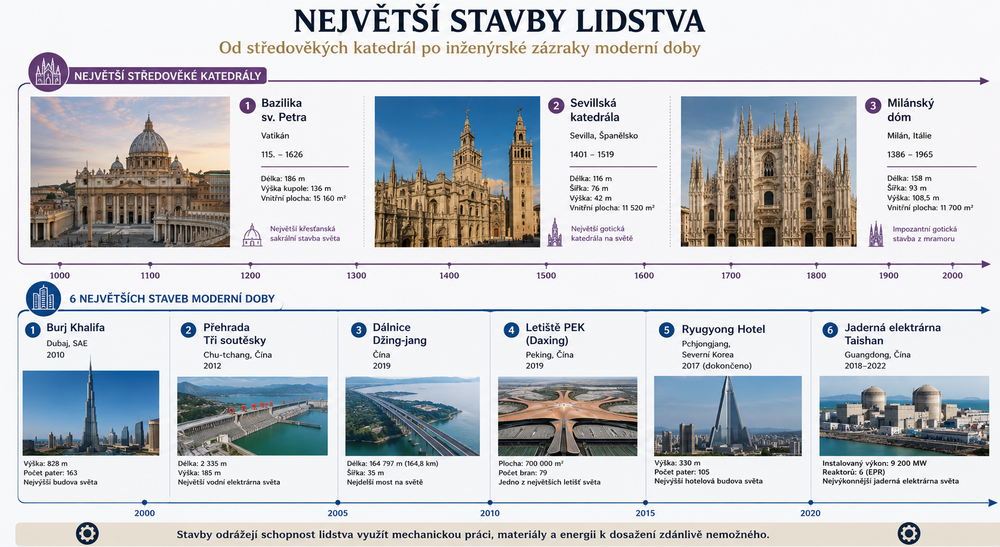 NEJVĚTŠÍ STAVBY LIDSTVA
Od středověkých katedrál po inženýrské zázraky moderní doby
NEJVĚTŠÍ STŘEDOVĚKÉ KATEDRÁLY
1
Bazilika
sv. Petra
Vatikán
115. – 1626
Délka: 186 m
Výška kupole: 136 m
Vnitřní plocha: 15 160 m²
Největší křesťanská
sakrální stavba světa
2
Sevillská
katedrála
Sevilla, Španělsko
1401 – 1519
Délka: 116 m
Šířka: 76 m
Výška: 42 m
Vnitřní plocha: 11 520 m²
Největší gotická
katedrála na světě
3
Milánský
dóm
Milán, Itálie
1386 – 1965
Délka: 158 m
Šířka: 93 m
Výška: 108,5 m
Vnitřní plocha: 11 700 m²
Impozantní gotická
stavba z mramoru
1000 1100 1200 1300 1400 1500 1600 1700 1800 1900 2000
6 NEJVĚTŠÍCH STAVEB MODERNÍ DOBY
1
Burj Khalifa
Dubaj, SAE
2010
Výška: 828 m
Počet pater: 163
Nejvýšši budova světa
2
Přehrada
Tři soutěsky
Chu-tchang, Čína
2012
Délka: 2 335 m
Výška: 185 m
Největší vodní elektrárna světa
3
Dálnice
Džing-jang
Čína
2019
Délka: 164 797 m (164,8 km)
Šířka: 35 m
Nejdelší most na světě
4
Letiště PEK
(Daxing)
Peking, Čína
2019
Plocha: 700 000 m²
Počet bran: 79
Jedno z největších letišť světa
5
Ryugyong Hotel
Pchjongjang,
Severní Korea
2017 (dokončeno)
Výška: 330 m
Počet pater: 105
Nejvýšší hotelová budova světa
6
Jaderná elektrárna
Taishan
Guangdong, Čína
2018–2022
Instalovaný výkon: 9 200 MW
Reaktorů: 6 (EPR)
Nejvýkonnější jaderná elektrárna světa
2000 2005 2010 2015 2020
Stavby odrážejí schopnost lidstva využít mechanickou práci, materiály a energii k dosažení zdánlivě nemožného.